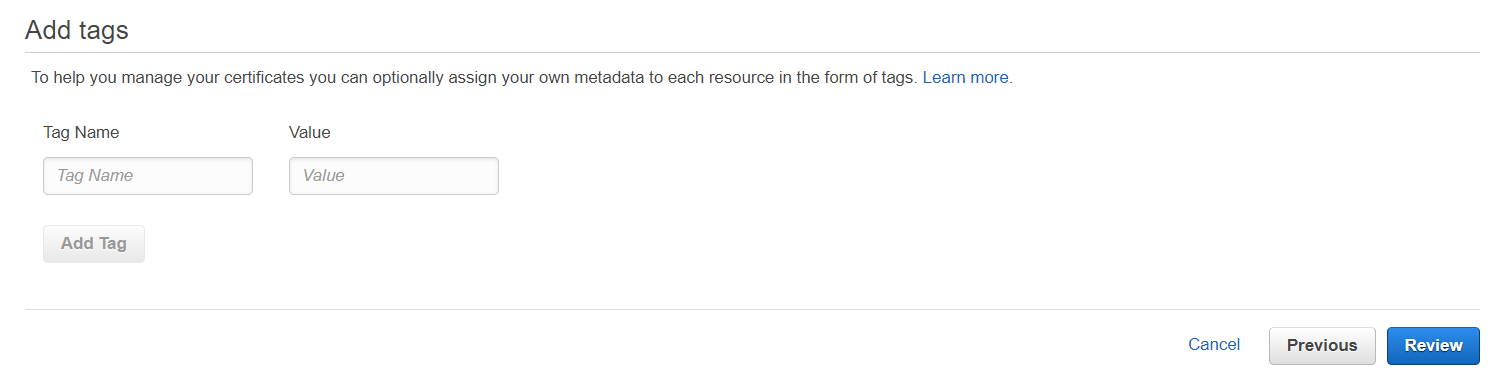 Add tags
To help you manage your certificates you can optionally assign your own metadata to each resource in the form of tags. Learn more.
Tag Name Value
Tag Name Value
Add Tag
Cancel Previous Review